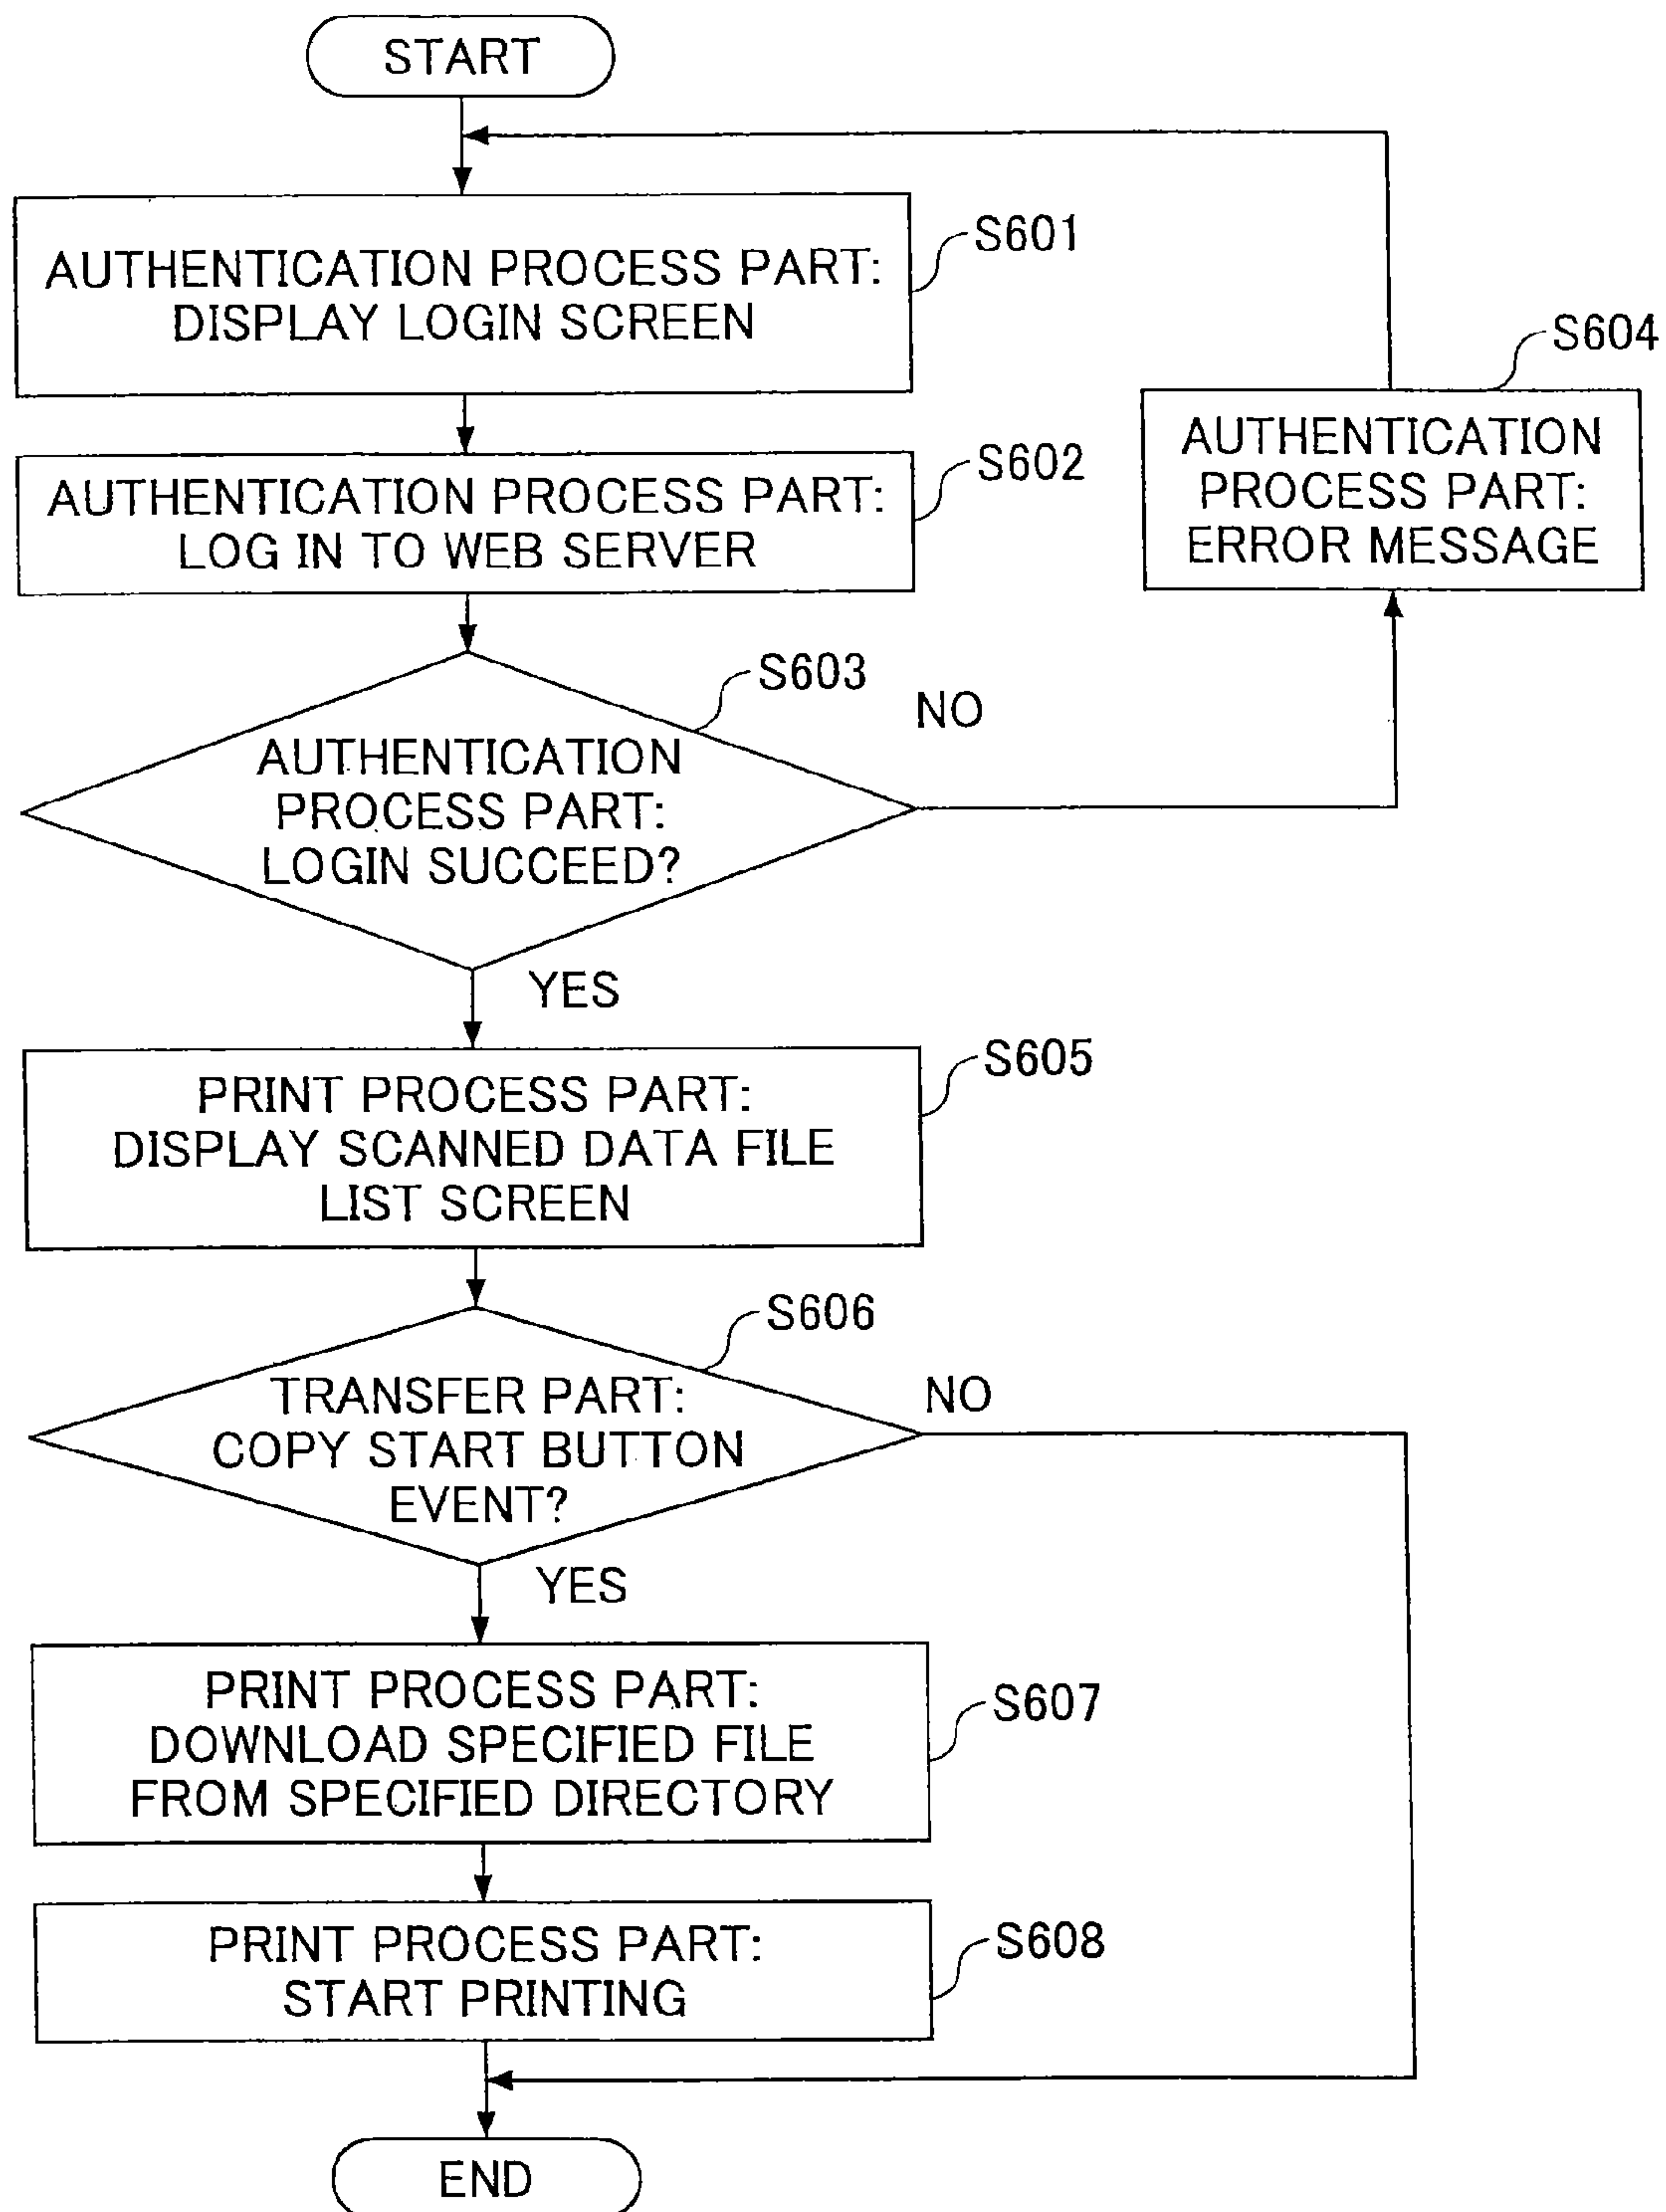 START
AUTHENTICATION PROCESS PART:
DISPLAY LOGIN SCREEN
S601
AUTHENTICATION PROCESS PART:
LOG IN TO WEB SERVER
S602
AUTHENTICATION
PROCESS PART:
LOGIN SUCCEED?
S603
NO
S604
AUTHENTICATION
PROCESS PART:
ERROR MESSAGE
YES
PRINT PROCESS PART:
DISPLAY SCANNED DATA FILE
LIST SCREEN
S605
TRANSFER PART:
COPY START BUTTON
EVENT?
S606
NO
YES
PRINT PROCESS PART:
DOWNLOAD SPECIFIED FILE
FROM SPECIFIED DIRECTORY
S607
PRINT PROCESS PART:
START PRINTING
S608
END